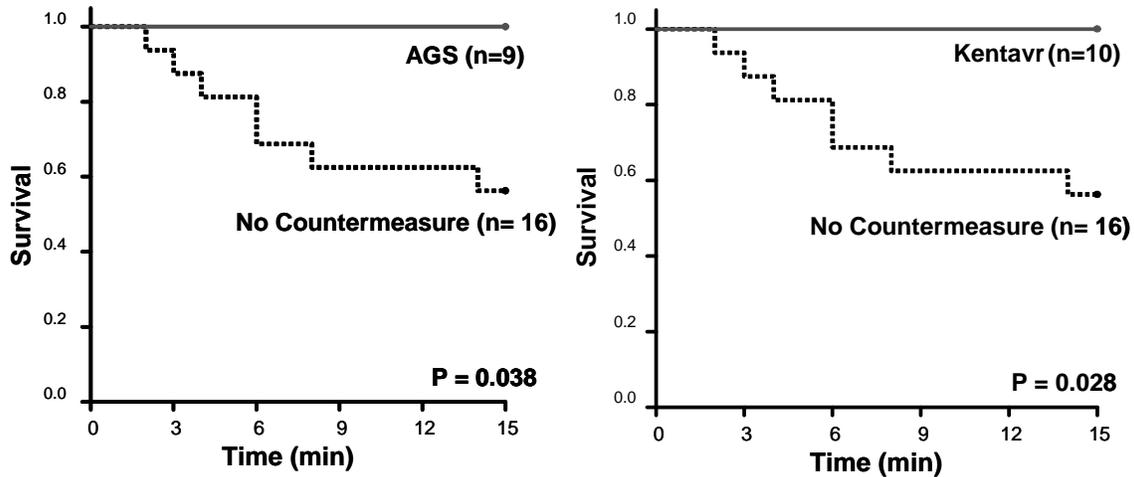 1.0
AGS (n=9)
0.8
0.6
Survival
No Countermeasure (n= 16)
0.4
0.2
P = 0.038
0.0
0 3 6 9 12 15
Time (min)
1.0
Kentavr (n=10)
0.8
0.6
Survival
No Countermeasure (n= 16)
0.4
0.2
P = 0.028
0.0
0 3 6 9 12 15
Time (min)